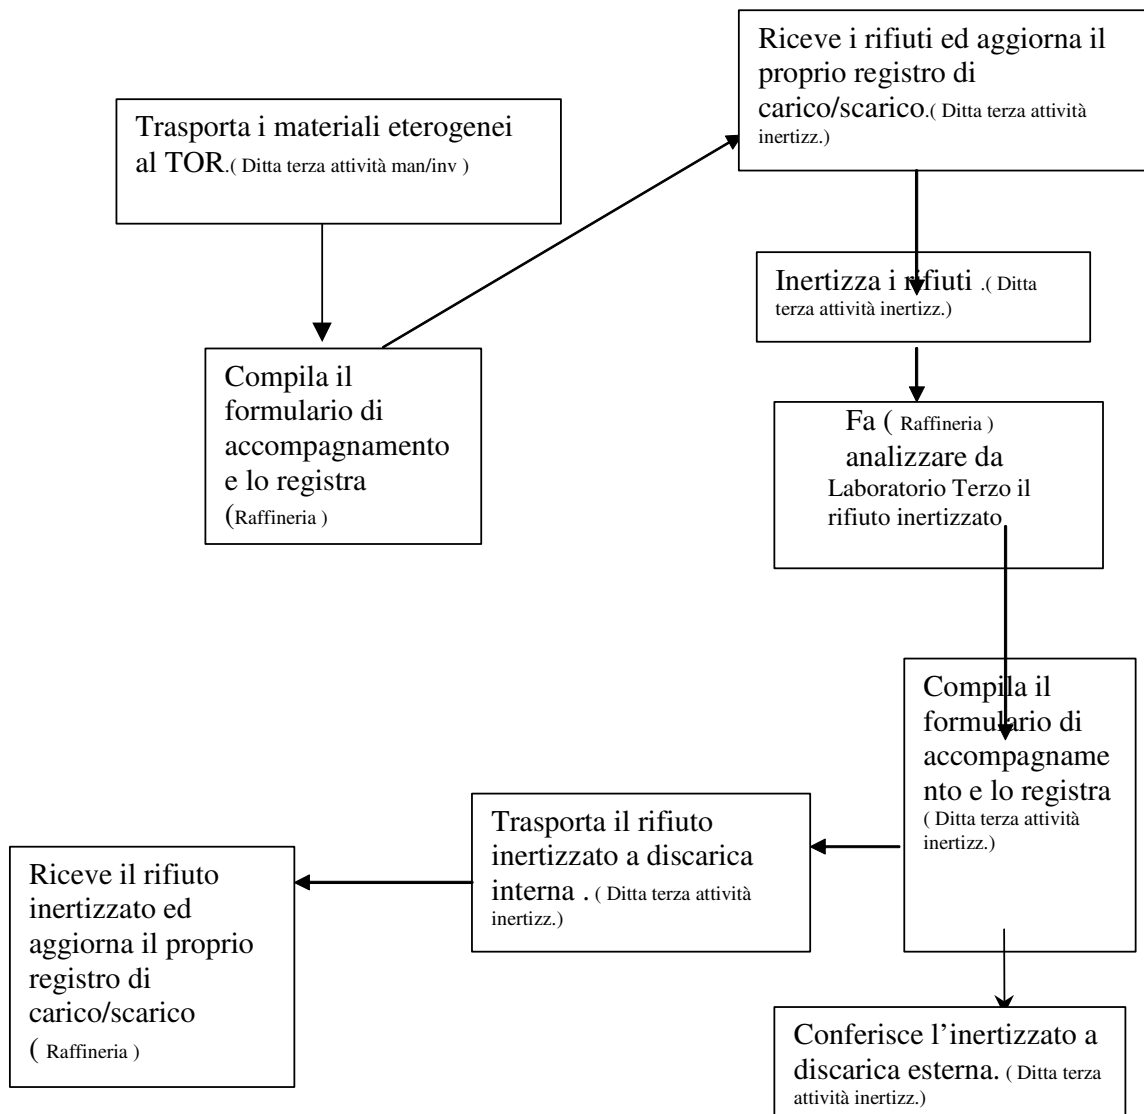 Trasporta i materiali eterogenei
al TOR.( Ditta terza attività man/inv )
Compila il
formulario di
accompagnamento
e lo registra
(Raffineria )
Riceve i rifiuti ed aggiorna il
proprio registro di
carico/scarico.( Ditta terza attività
inertizz.)
Inertizza i rifiuti .( Ditta
terza attività inertizz.)
Fa ( Raffineria )
analizzare da
Laboratorio Terzo il
rifiuto inertizzato
Compila il
formulario di
accompagname
nto e lo registra
( Ditta terza attività
inertizz.)
Trasporta il rifiuto
inertizzato a discarica
interna . ( Ditta terza attività
inertizz.)
Riceve il rifiuto
inertizzato ed
aggiorna il proprio
registro di
carico/scarico
( Raffineria )
Conferisce l’inertizzato a
discarica esterna. ( Ditta terza
attività inertizz.)